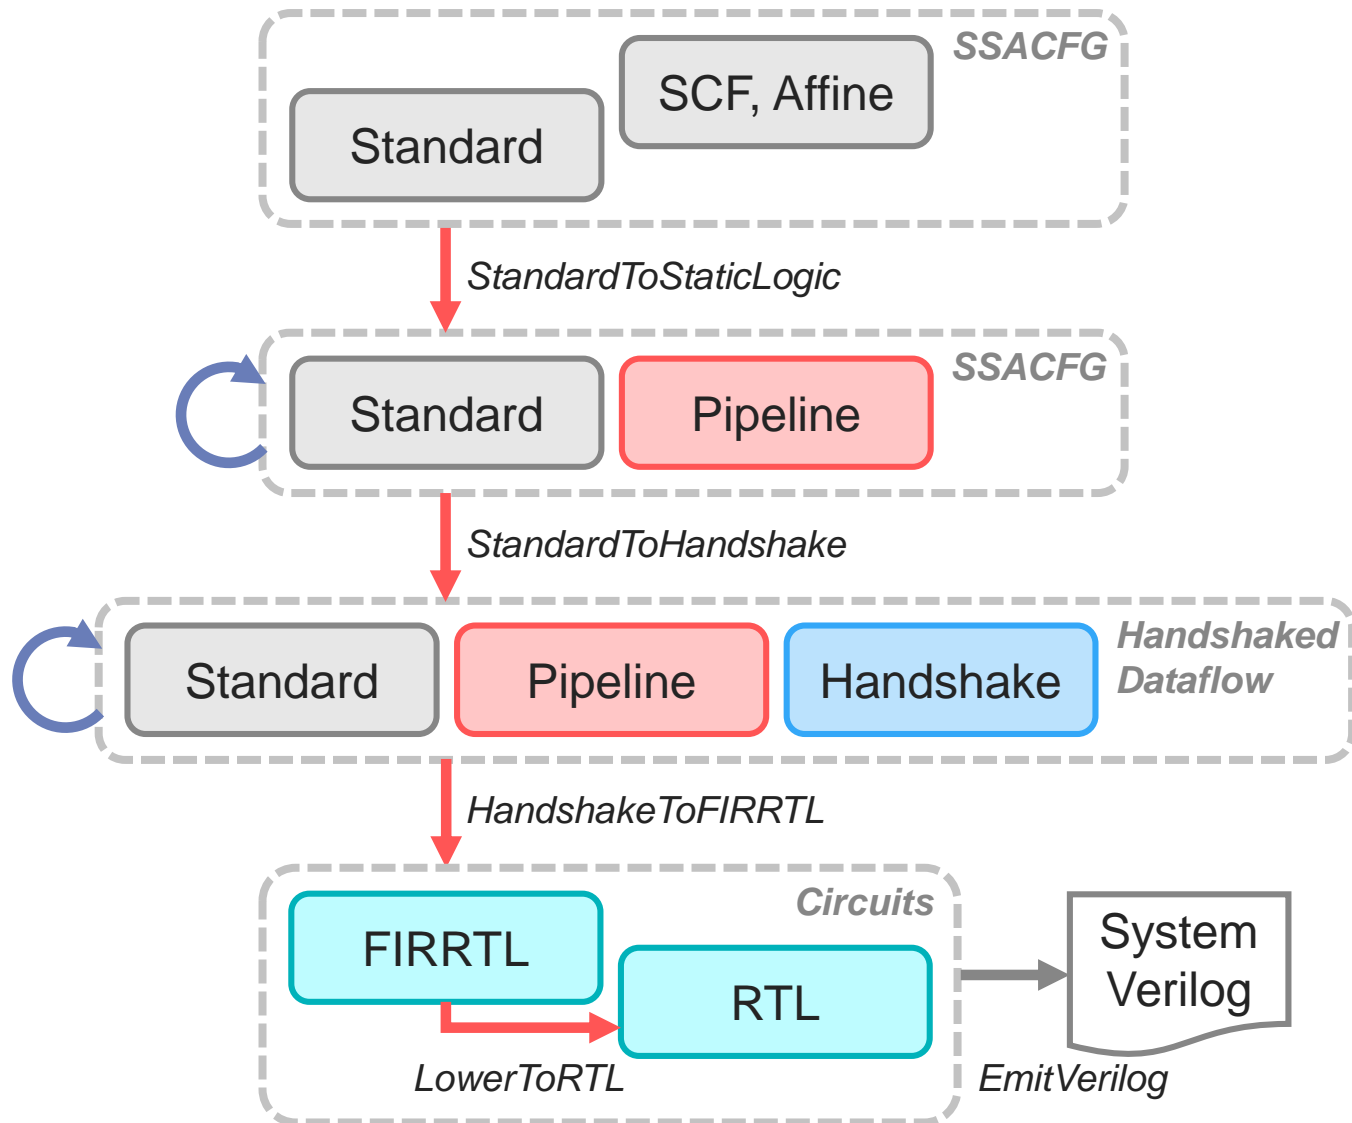 SSACFG
SCF, Affine
Standard
StandardToStaticLogic
SSACFG
Standard
Pipeline
StandardToHandshake
Handshaked
Dataflow
Standard
Pipeline
Handshake
HandshakeToFIRRTL
Circuits
FIRRTL
RTL
LowerToRTL
System
Verilog
EmitVerilog